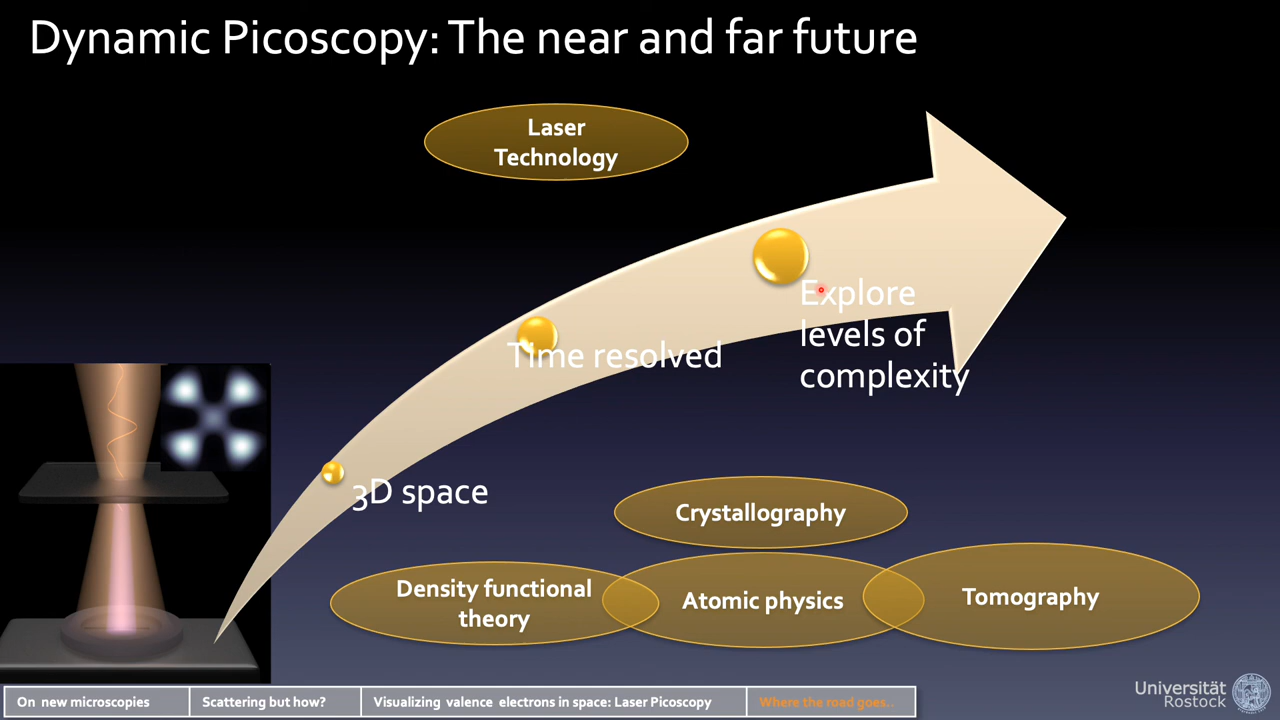 Dynamic Picoscopy: The near and far future
Laser
Technology
Explore
levels of
complexity
Time resolved
3D space
Crystallography
Density functional
theory
Atomic physics
Tomography
On new microscopies
Scattering but how?
Visualizing valence electrons in space: Laser Picoscopy
Where the road goes..
Universität
Rostock